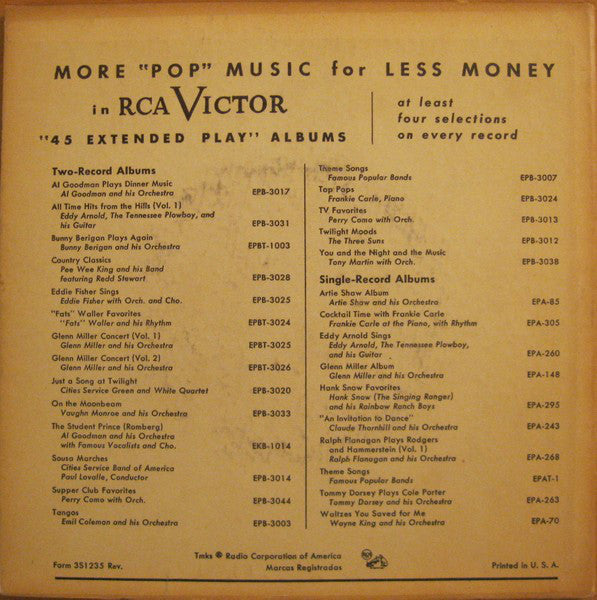 MORE "POP" MUSIC for LESS MONEY
in RCA VICTOR
"45 EXTENDED PLAY" ALBUMS
at least
four selections
on every record
Two-Record Albums
Al Goodman Plays Dinner Music
Al Goodman and his Orchestra EPB-3017
All Time Hits from the Hills (Vol. 1)
Eddy Arnold, The Tennessee Plowboy, and
his Guitar EPB-3031
Bunny Berigan Plays Again
Bunny Berigan and his Orchestra EPBT-1003
Country Classics
Pee Wee King and his Band
featuring Redd Stewart EPB-3028
Eddie Fisher Sings
Eddie Fisher with Orch. and Cho. EPB-3025
"Fats" Waller Favorites
"Fats" Waller and his Rhythm EPBT-3024
Glenn Miller Concert (Vol. 1)
Glenn Miller and his Orchestra EPBT-3025
Glenn Miller Concert (Vol. 2)
Glenn Miller and his Orchestra EPBT-3026
Just a Song at Twilight
Cities Service Green and White Quartet EPB-3020
On the Moonbeam
Vaughn Monroe and his Orchestra EPB-3033
The Student Prince (Romberg)
Al Goodman and his Orchestra
with Famous Vocalists and Cho. EKB-1014
Sousa Marches
Cities Service Band of America
Paul Lavalle, Conductor EPB-3014
Supper Club Favorites
Perry Como with Orch. EPB-3044
Tangos
Emil Coleman and his Orchestra EPB-3003
Theme Songs
Famous Popular Bands EPB-3007
Top Pops
Frankie Carle, Piano EPB-3024
TV Favorites
Perry Como with Orch. EPB-3013
Twilight Moods
The Three Suns EPB-3012
You and the Night and the Music
Tony Martin with Orch. EPB-3038
Single-Record Albums
Artie Shaw Album
Artie Shaw and his Orchestra EPA-85
Cocktail Time with Frankie Carle
Frankie Carle at the Piano, with Rhythm EPA-305
Eddy Arnold Sings
Eddy Arnold, The Tennessee Plowboy,
and his Guitar EPA-260
Glenn Miller Album
Glenn Miller and his Orchestra EPA-148
Hank Snow Favorites
Hank Snow (The Singing Ranger)
and his Rainbow Ranch Boys EPA-295
"An Invitation to Dance"
Claude Thornhill and his Orchestra EPA-243
Ralph Flanagan Plays Rodgers
and Hammerstein (Vol. 1)
Ralph Flanagan and his Orchestra EPA-268
Theme Songs
Famous Popular Bands EPAT-1
Tommy Dorsey Plays Cole Porter
Tommy Dorsey and his Orchestra EPA-263
Waltzes You Saved for Me
Wayne King and his Orchestra EPA-70
Form 3S1235 Rev.
Tmks ® Radio Corporation of America
Marcas Registradas
Printed in U. S. A.